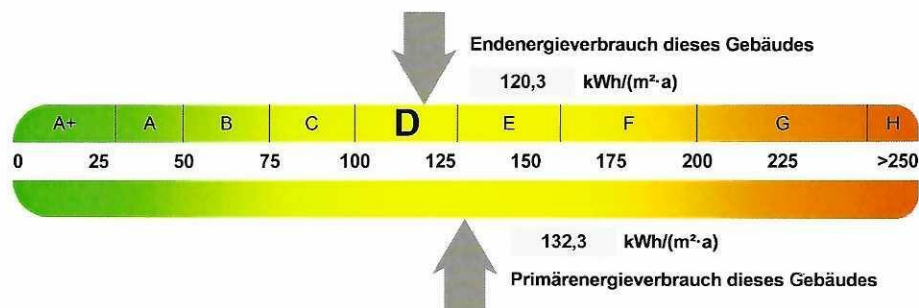 Endenergieverbrauch dieses Gebäudes
120,3 kWh/(m²·a)
A+ A B C D E F G H
0 25 50 75 100 125 150 175 200 225 >250
132,3 kWh/(m²·a)
Primärenergieverbrauch dieses Gebäudes